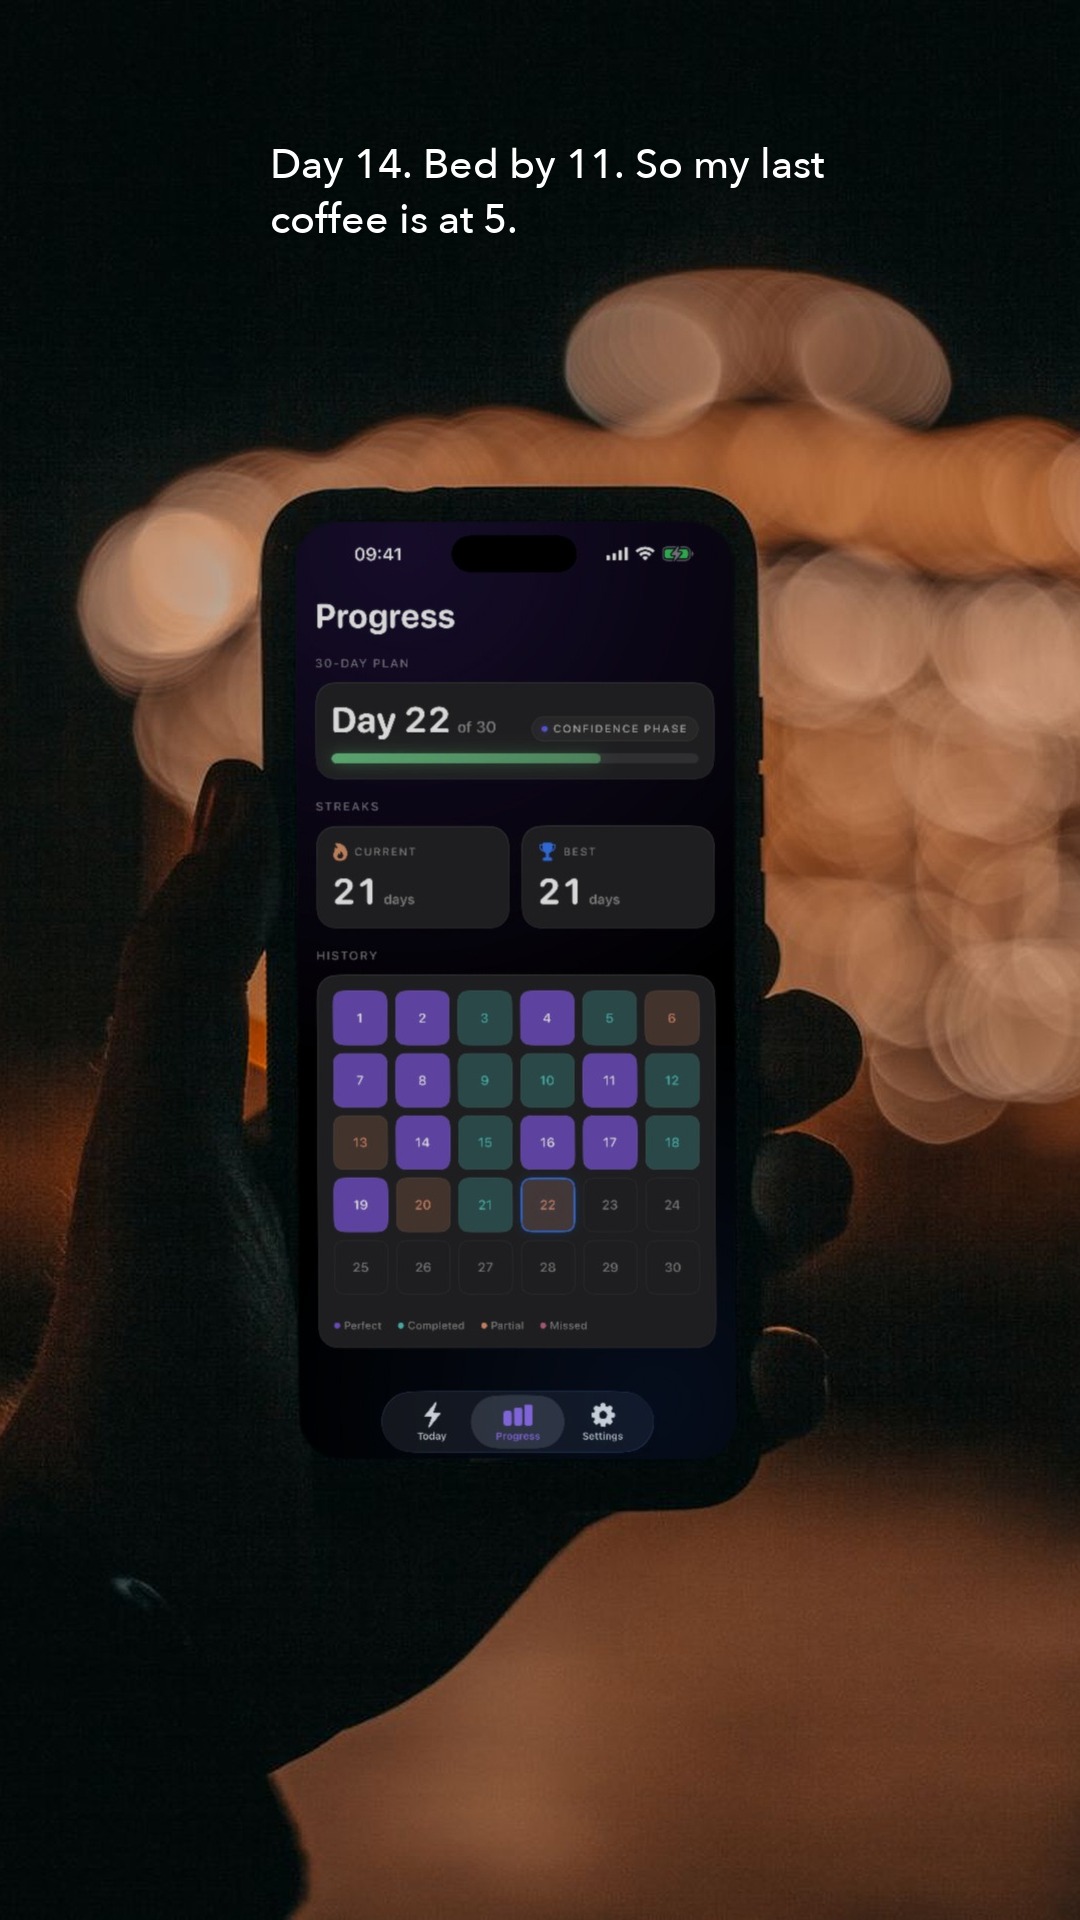 Day 14. Bed by 11. So my last
coffee is at 5.
09:41
Progress
30-DAY PLAN
Day 22 of 30
CONFIDENCE PHASE
STREAKS
CURRENT
BEST
21 days
21 days
HISTORY
1 2 3 4 5 6
7 8 9 10 11 12
13 14 15 16 17 18
19 20 21 22 23 24
25 26 27 28 29 30
Perfect Completed Partial Missed
Today Progress Settings